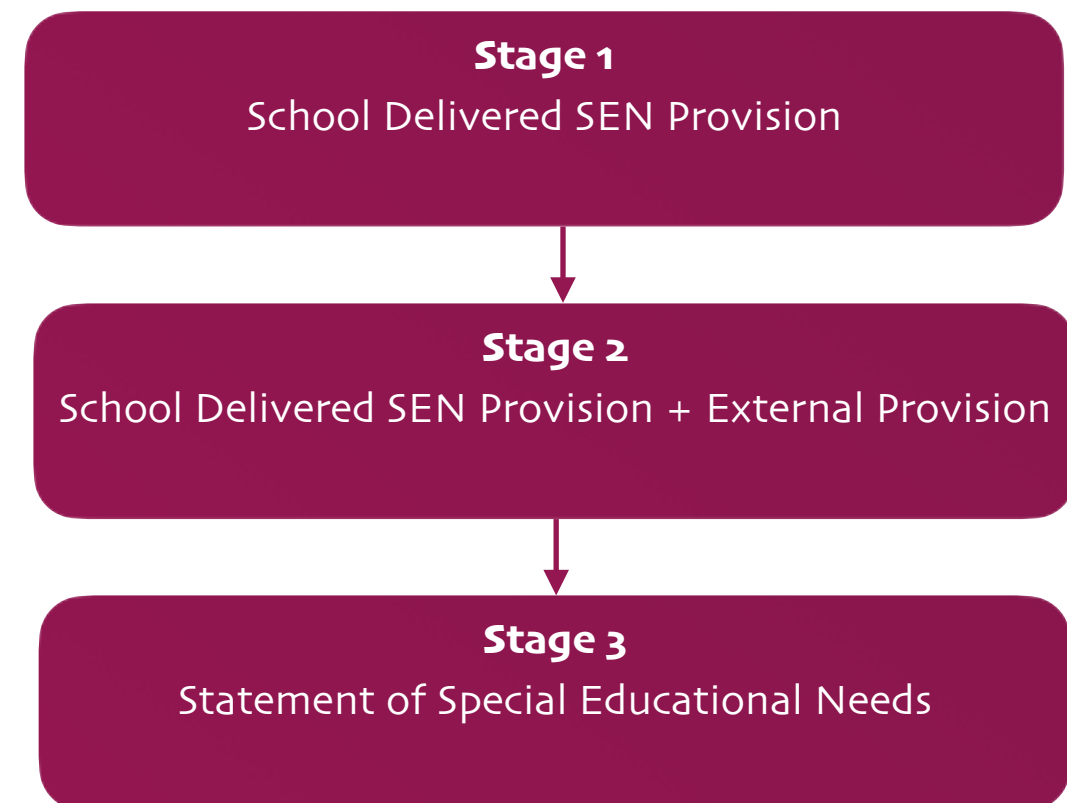 Stage 1
School Delivered SEN Provision
Stage 2
School Delivered SEN Provision + External Provision
Stage 3
Statement of Special Educational Needs